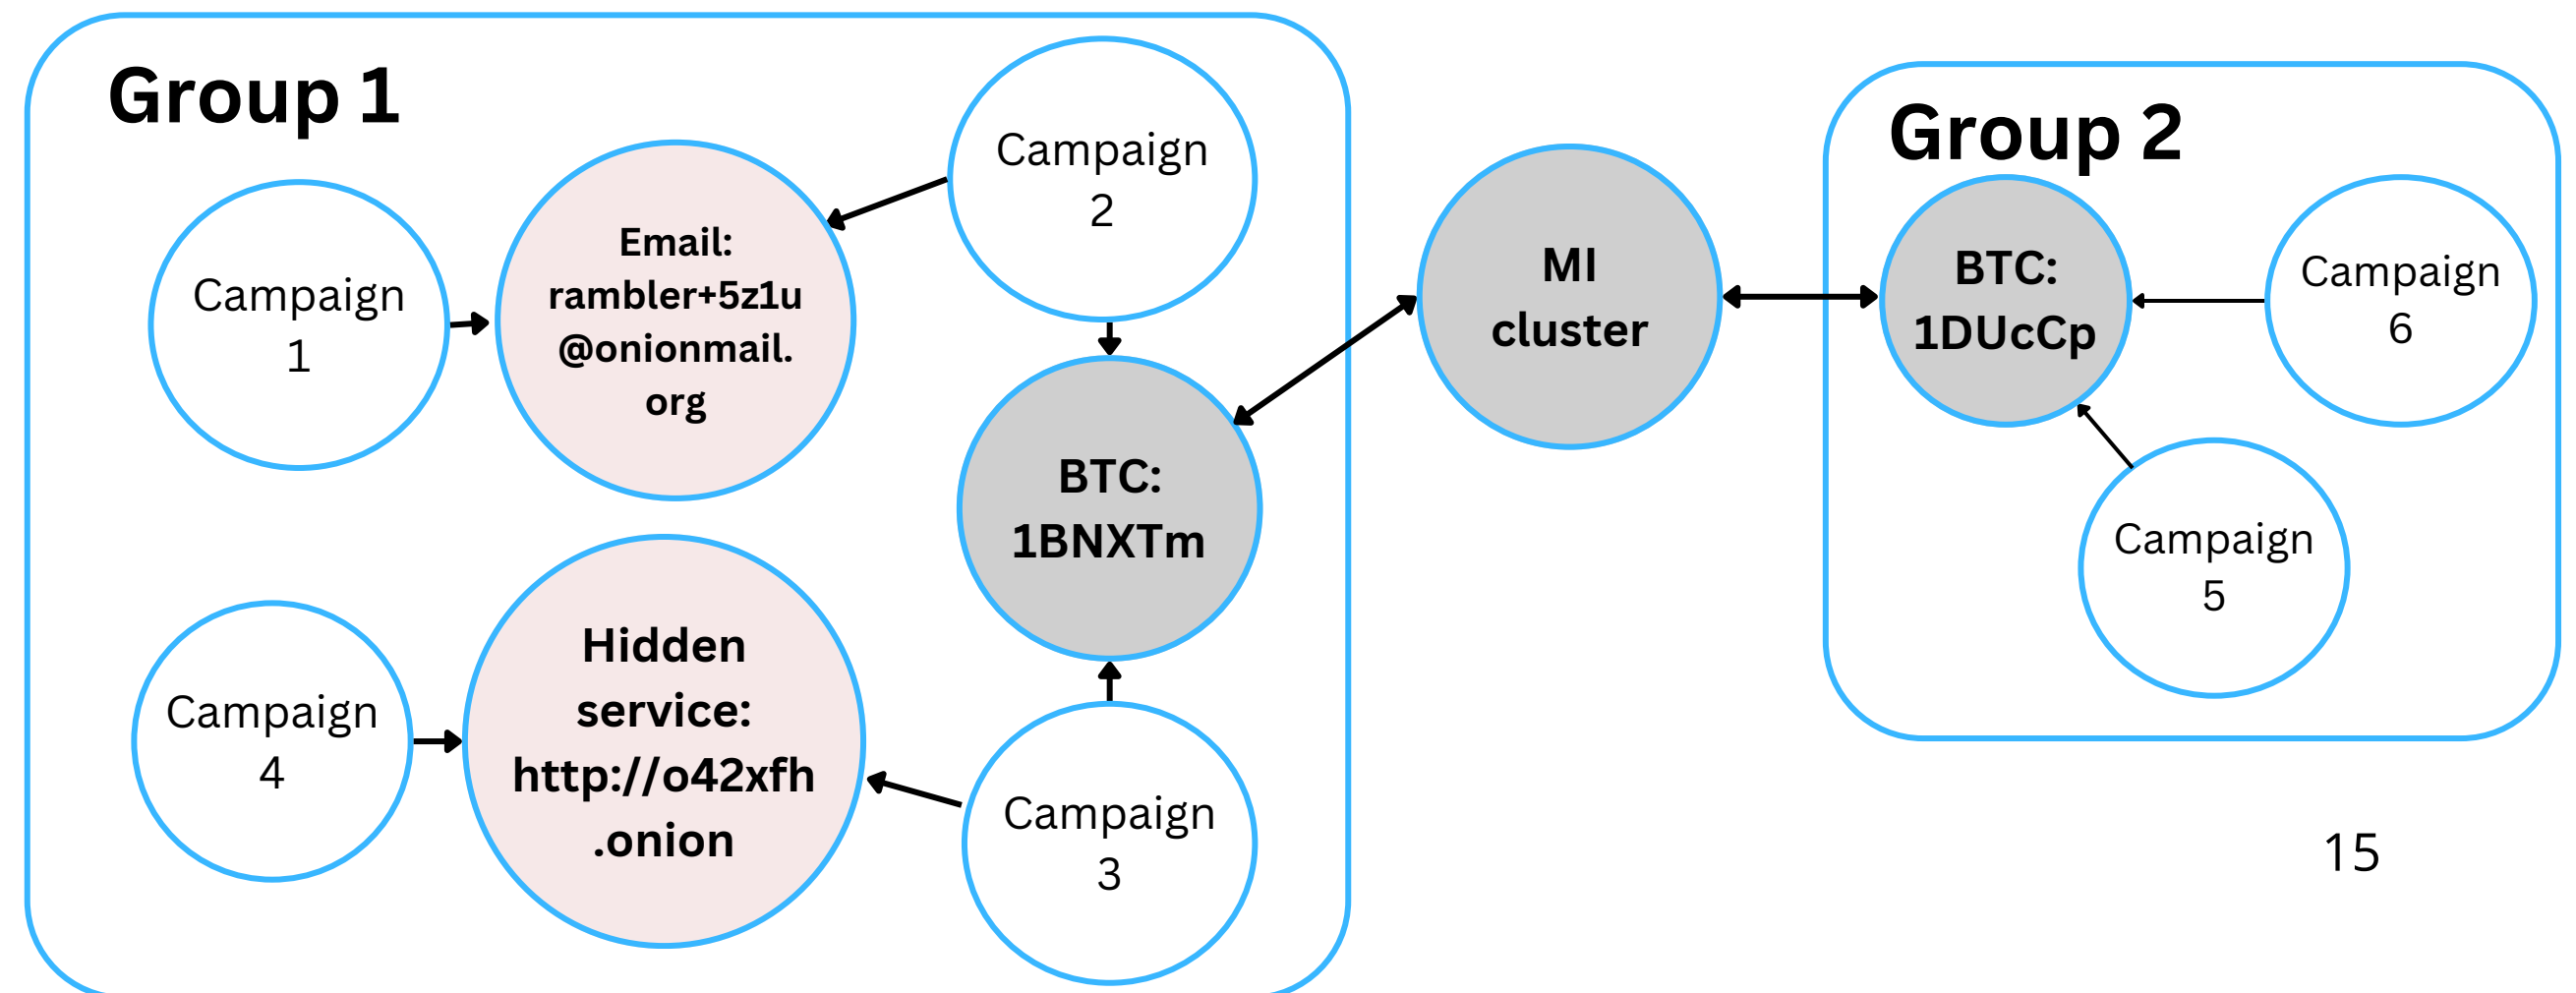 Group 1
Campaign
1
Email:
rambler+5z1u
@onionmail.
org
Campaign
2
BTC:
1BNXTm
Campaign
4
Hidden
service:
http://o42xfh
.onion
Campaign
3
MI
cluster
Group 2
BTC:
1DUcCp
Campaign
6
Campaign
5
15